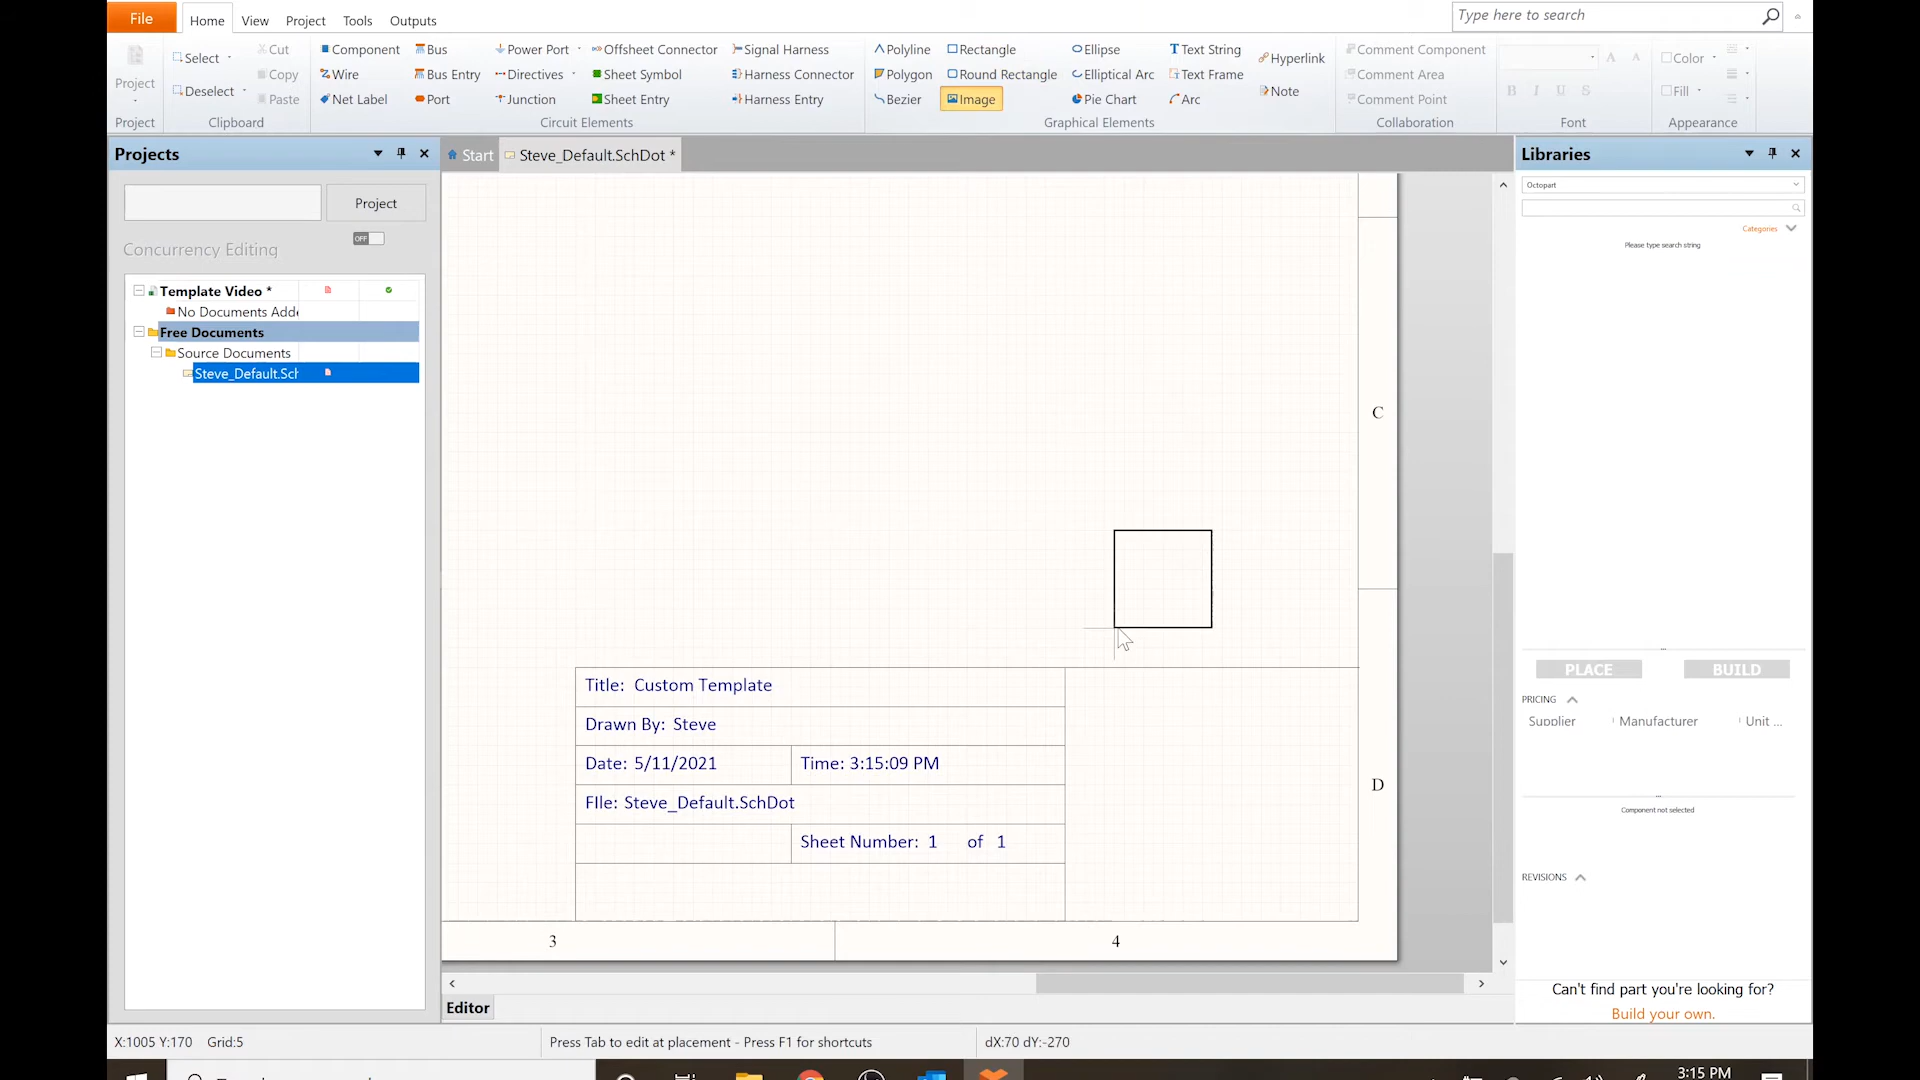 File Home View Project Tools Outputs
Type here to search
Project
Project
Select
Deselect
Cut
Copy
Paste
Clipboard
Component Bus Power Port Offsheet Connector Signal Harness
Wire Bus Entry Directives Sheet Symbol Harness Connector
Net Label Port Junction Sheet Entry Harness Entry
Circuit Elements
Polyline Rectangle Ellipse Text String
Polygon Round Rectangle Elliptical Arc Text Frame
Bezier Image Pie Chart Arc
Hyperlink
Note
Graphical Elements
Comment Component
Comment Area
Comment Point
Collaboration
A A
B I U S
Font
Color
Fill
Appearance
Projects
Project
OFF
Concurrency Editing
Template Video *
No Documents Adde
Free Documents
Source Documents
Steve_Default.Sch
Start Steve_Default.SchDot *
C
D
Title: Custom Template
Drawn By: Steve
Date: 5/11/2021 Time: 3:15:09 PM
FIle: Steve_Default.SchDot
Sheet Number: 1 of 1
3 4
Editor
Libraries
Octopart
Categories
Please type search string
PLACE BUILD
PRICING
Supplier Manufacturer Unit ...
Component not selected
REVISIONS
Can't find part you're looking for?
Build your own.
X:1005 Y:170 Grid:5 Press Tab to edit at placement - Press F1 for shortcuts dX:70 dY:-270
3:15 PM